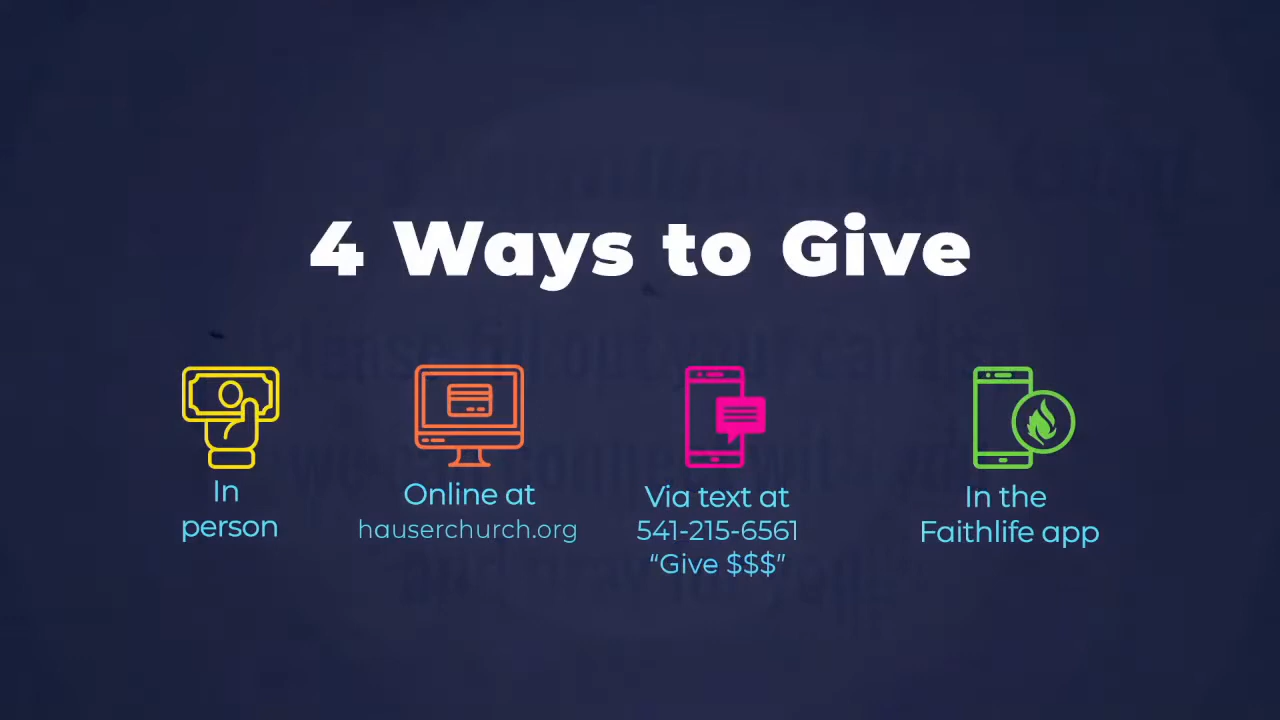 4 Ways to Give
In
person
Online at
hauserchurch.org
Via text at
541-215-6561
“Give $$$”
In the
Faithlife app